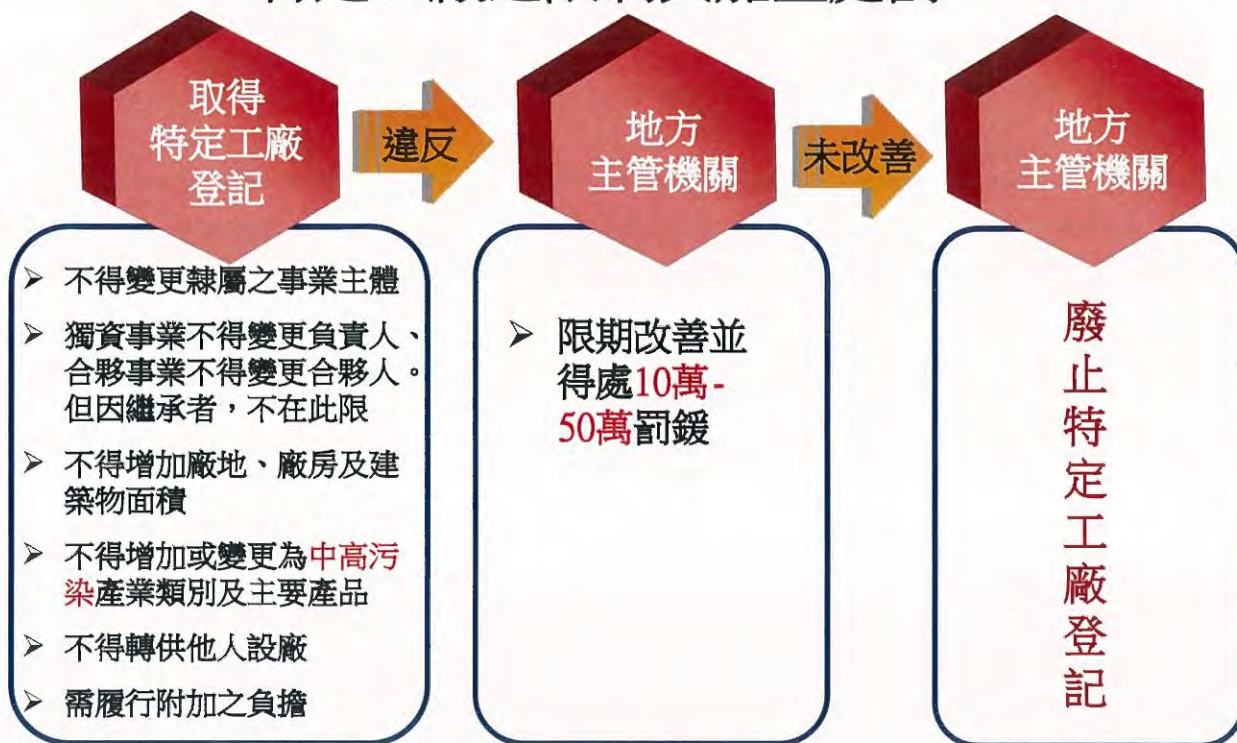 取得
特定工廠
登記
違反
地方
主管機關
未改善
地方
主管機關
➢ 不得變更隸屬之事業主體
➢ 獨資事業不得變更負責人、
合夥事業不得變更合夥人。
但因繼承者，不在此限
➢ 不得增加廠地、廠房及建
築物面積
➢ 不得增加或變更為中高污
染產業類別及主要產品
➢ 不得轉供他人設廠
➢ 需履行附加之負擔
➢ 限期改善並
得處10萬-
50萬罰鍰
廢止特定工廠登記